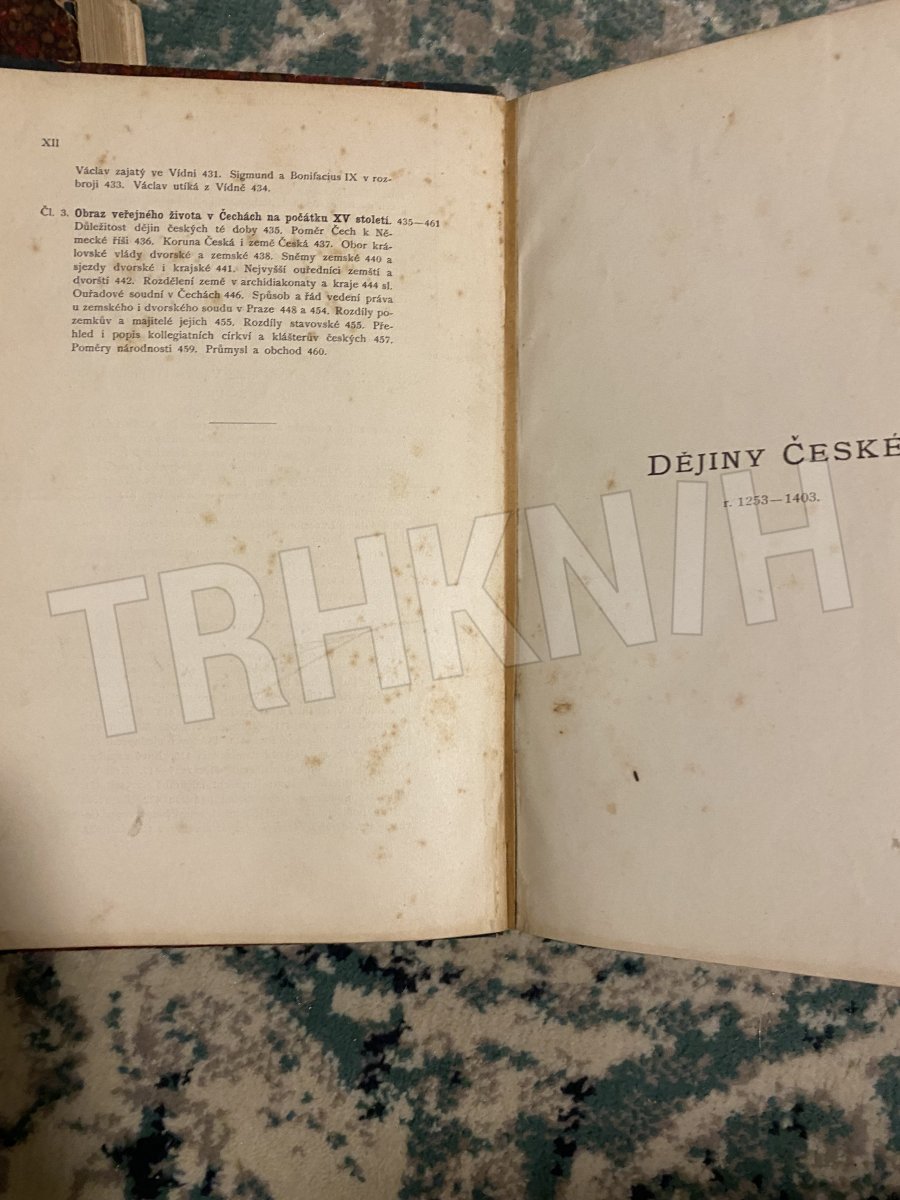 XII
Václav zajatý ve Vídni 431. Sigmund a Bonifacius IX v roz-
broji 433. Václav utíká z Vídně 434.
Čl. 3. Obraz veřejného života v Čechách na počátku XV století. 435—461
Důležitost dějin českých té doby 435. Poměr Čech k Ně-
mecké říši 436. Koruna Česká i země Česká 437. Obor krá-
lovské vlády dvorské a zemské 438. Sněmy zemské 440 a
sjezdy dvorské i krajské 441. Nejvyšší ouředníci zemští a
dvorští 442. Rozdělení země v archidiakonaty a kraje 444 sl.
Ouřadové soudní v Čechách 446. Spůsob a řád vedení práva
u zemského i dvorského soudu v Praze 448 a 454. Rozdíly po-
zemkův a majitelé jejich 455. Rozdíly stavovské 455. Pře-
hled i popis kollegiatních církví a klášterův českých 457.
Poměry národnosti 459. Průmysl a obchod 460.
DĚJINY ČESKÉ
r. 1253—1403.
TRHKNIH